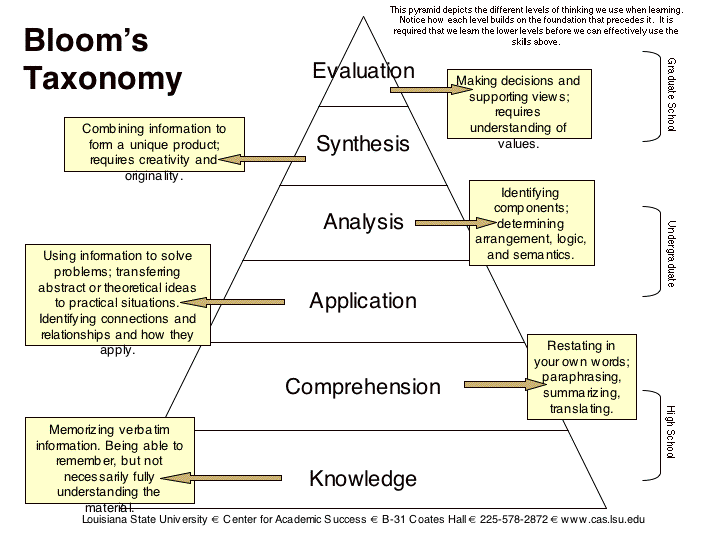 This pyramid depicts the different levels of thinking we use when learning.
Notice how each level builds on the foundation that precedes it. It is
required that we learn the lower levels before we can effectively use the
skills above.
Bloom's
Taxonomy
Evaluation
Making decisions and
supporting views;
requires
understanding of
values.
Graduate School
Combining information to
form a unique product;
requires creativity and
originality.
Synthesis
Analysis
Identifying
components;
determining
arrangement, logic,
and semantics.
Undergraduate
Using information to solve
problems; transferring
abstract or theoretical ideas
to practical situations.
Identifying connections and
relationships and how they
apply.
Application
Comprehension
Restating in
your own words;
paraphrasing,
summarizing,
translating.
High School
Memorizing verbatim
information. Being able to
remember, but not
necessarily fully
understanding the
material.
Knowledge
Louisiana State University € Center for Academic Success € B-31 Coates Hall € 225-578-2872 € www.cas.lsu.edu